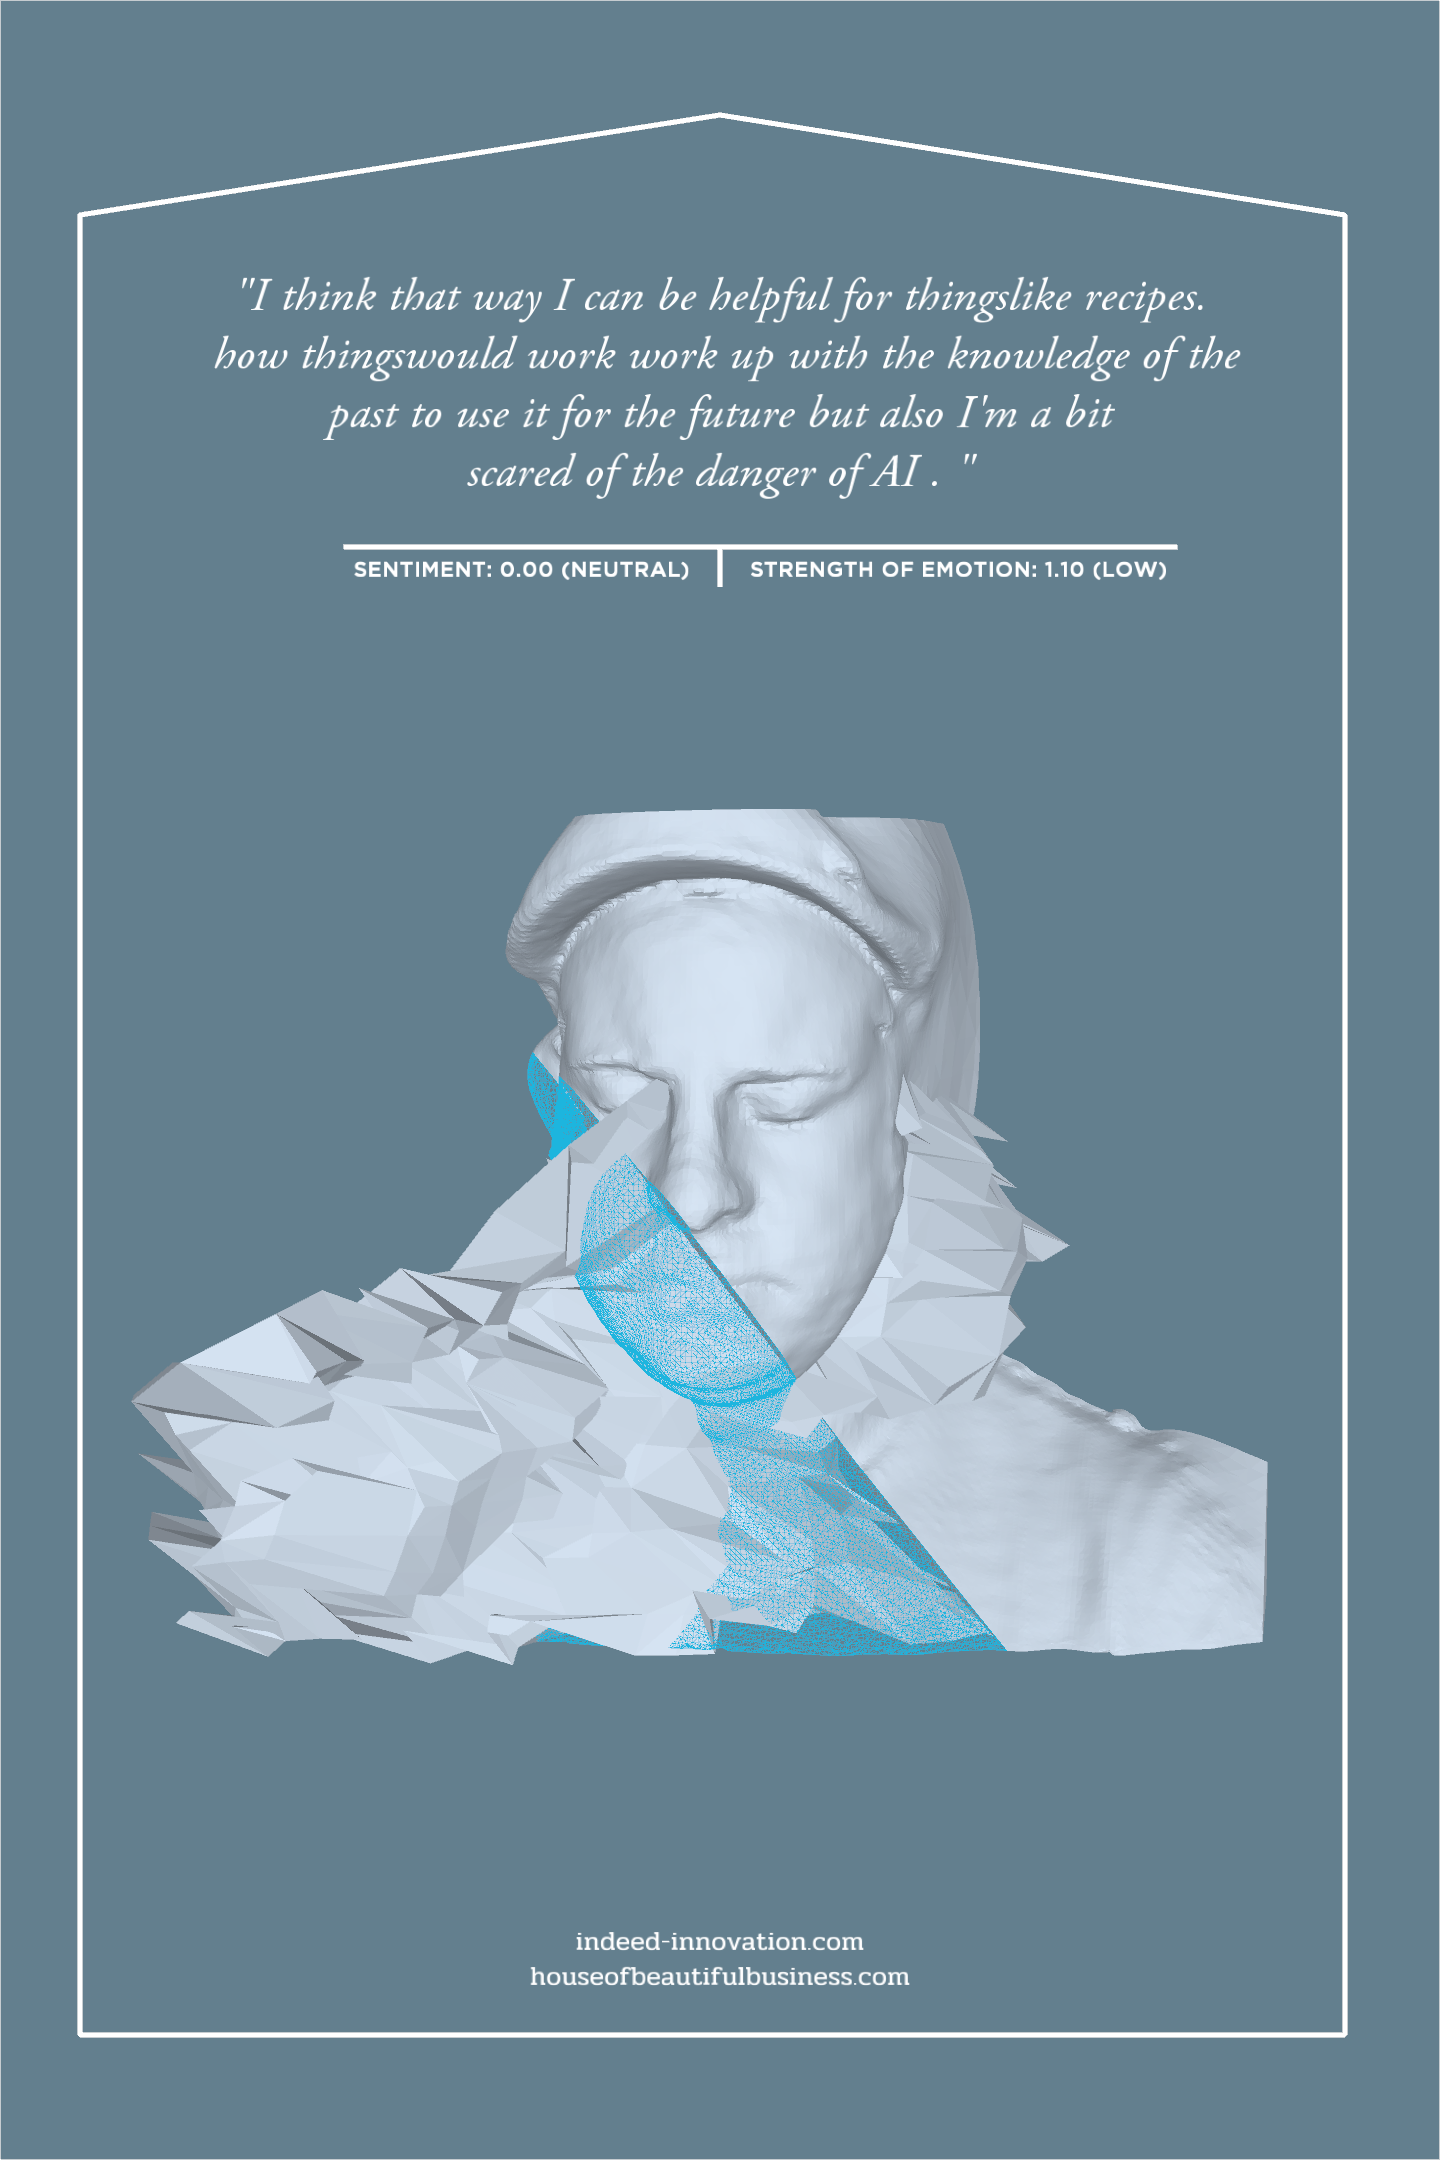 "I think that way I can be helpful for thingslike recipes.
how thingswould work work up with the knowledge of the
past to use it for the future but also I'm a bit
scared of the danger of AI . "
SENTIMENT: 0.00 (NEUTRAL)
STRENGTH OF EMOTION: 1.10 (LOW)
indeed-innovation.com
houseofbeautifulbusiness.com